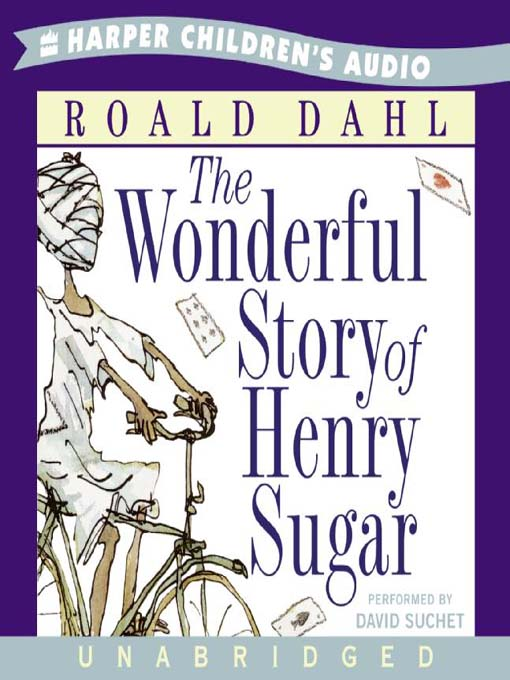 HARPER CHILDREN'S AUDIO
ROALD DAHL
The
Wonderful
Story of
Henry
Sugar
PERFORMED BY
DAVID SUCHET
UNABRIDGED